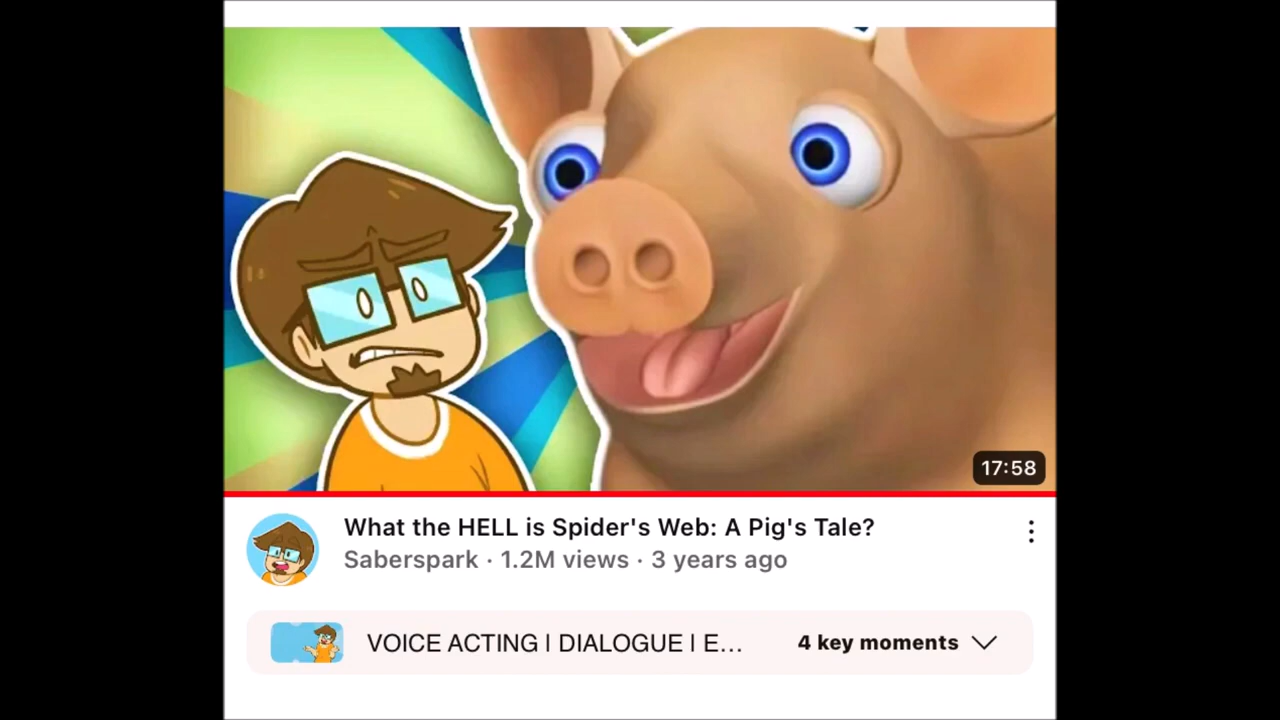 17:58
What the HELL is Spider's Web: A Pig's Tale?
Saberspark · 1.2M views · 3 years ago
VOICE ACTING | DIALOGUE | E... 4 key moments